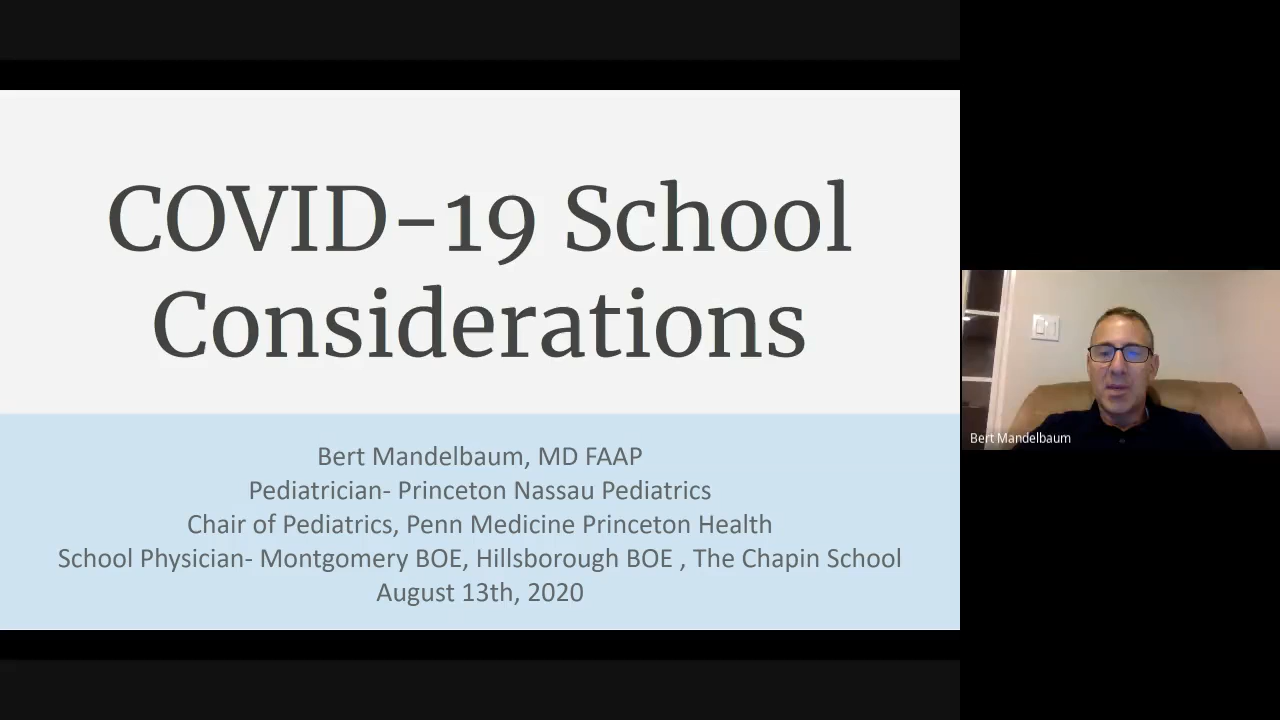 COVID-19 School
Considerations
Bert Mandelbaum, MD FAAP
Pediatrician- Princeton Nassau Pediatrics
Chair of Pediatrics, Penn Medicine Princeton Health
School Physician- Montgomery BOE, Hillsborough BOE , The Chapin School
August 13th, 2020
Bert Mandelbaum